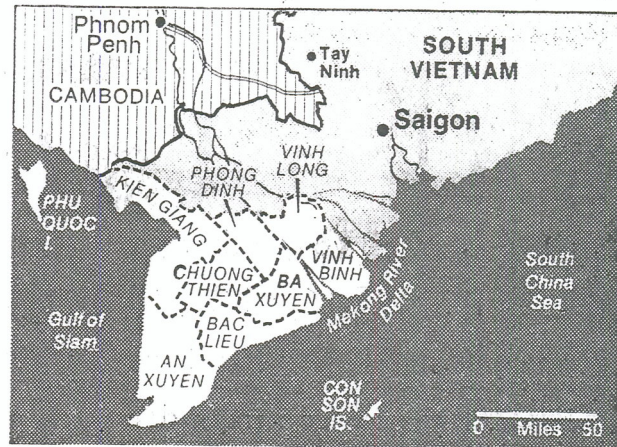 Phnom
Penh
Tay
Ninh
SOUTH
VIETNAM
CAMBODIA
Saigon
VINH
LONG
PHONG
DINH
KIEN GIANG
PHU
QUOC
I.
CHUONG
THIEN
BA
XUYEN
VINH
BINH
Mekong River
Delta
South
China
Sea
Gulf of
Siam
BAC
LIEU
AN
XUYEN
CON
SON
IS.
0 Miles 50